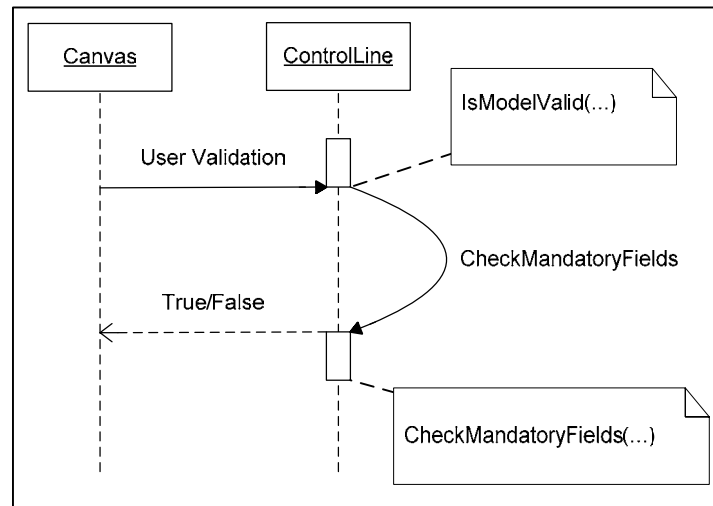 Canvas
ControlLine
IsModelValid(...)
User Validation
CheckMandatoryFields
True/False
CheckMandatoryFields(...)